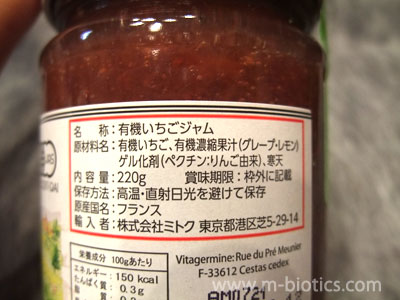 名　称：有機いちごジャム
原材料名：有機いちご、有機濃縮果汁(グレープ・レモン)
ゲル化剤(ペクチン:りんご由来)、寒天
内容量：220g　賞味期限：枠外に記載
保存方法：高温・直射日光を避けて保存
原産国名：フランス
輸入者：株式会社ミトク 東京都港区芝5-29-14
栄養成分 100gあたり
エネルギー:150 kcal
たんぱく質:0.3g
Vitagermine: Rue du Pré Meunier
F-33612 Cestas cedex
www.m-biotics.com